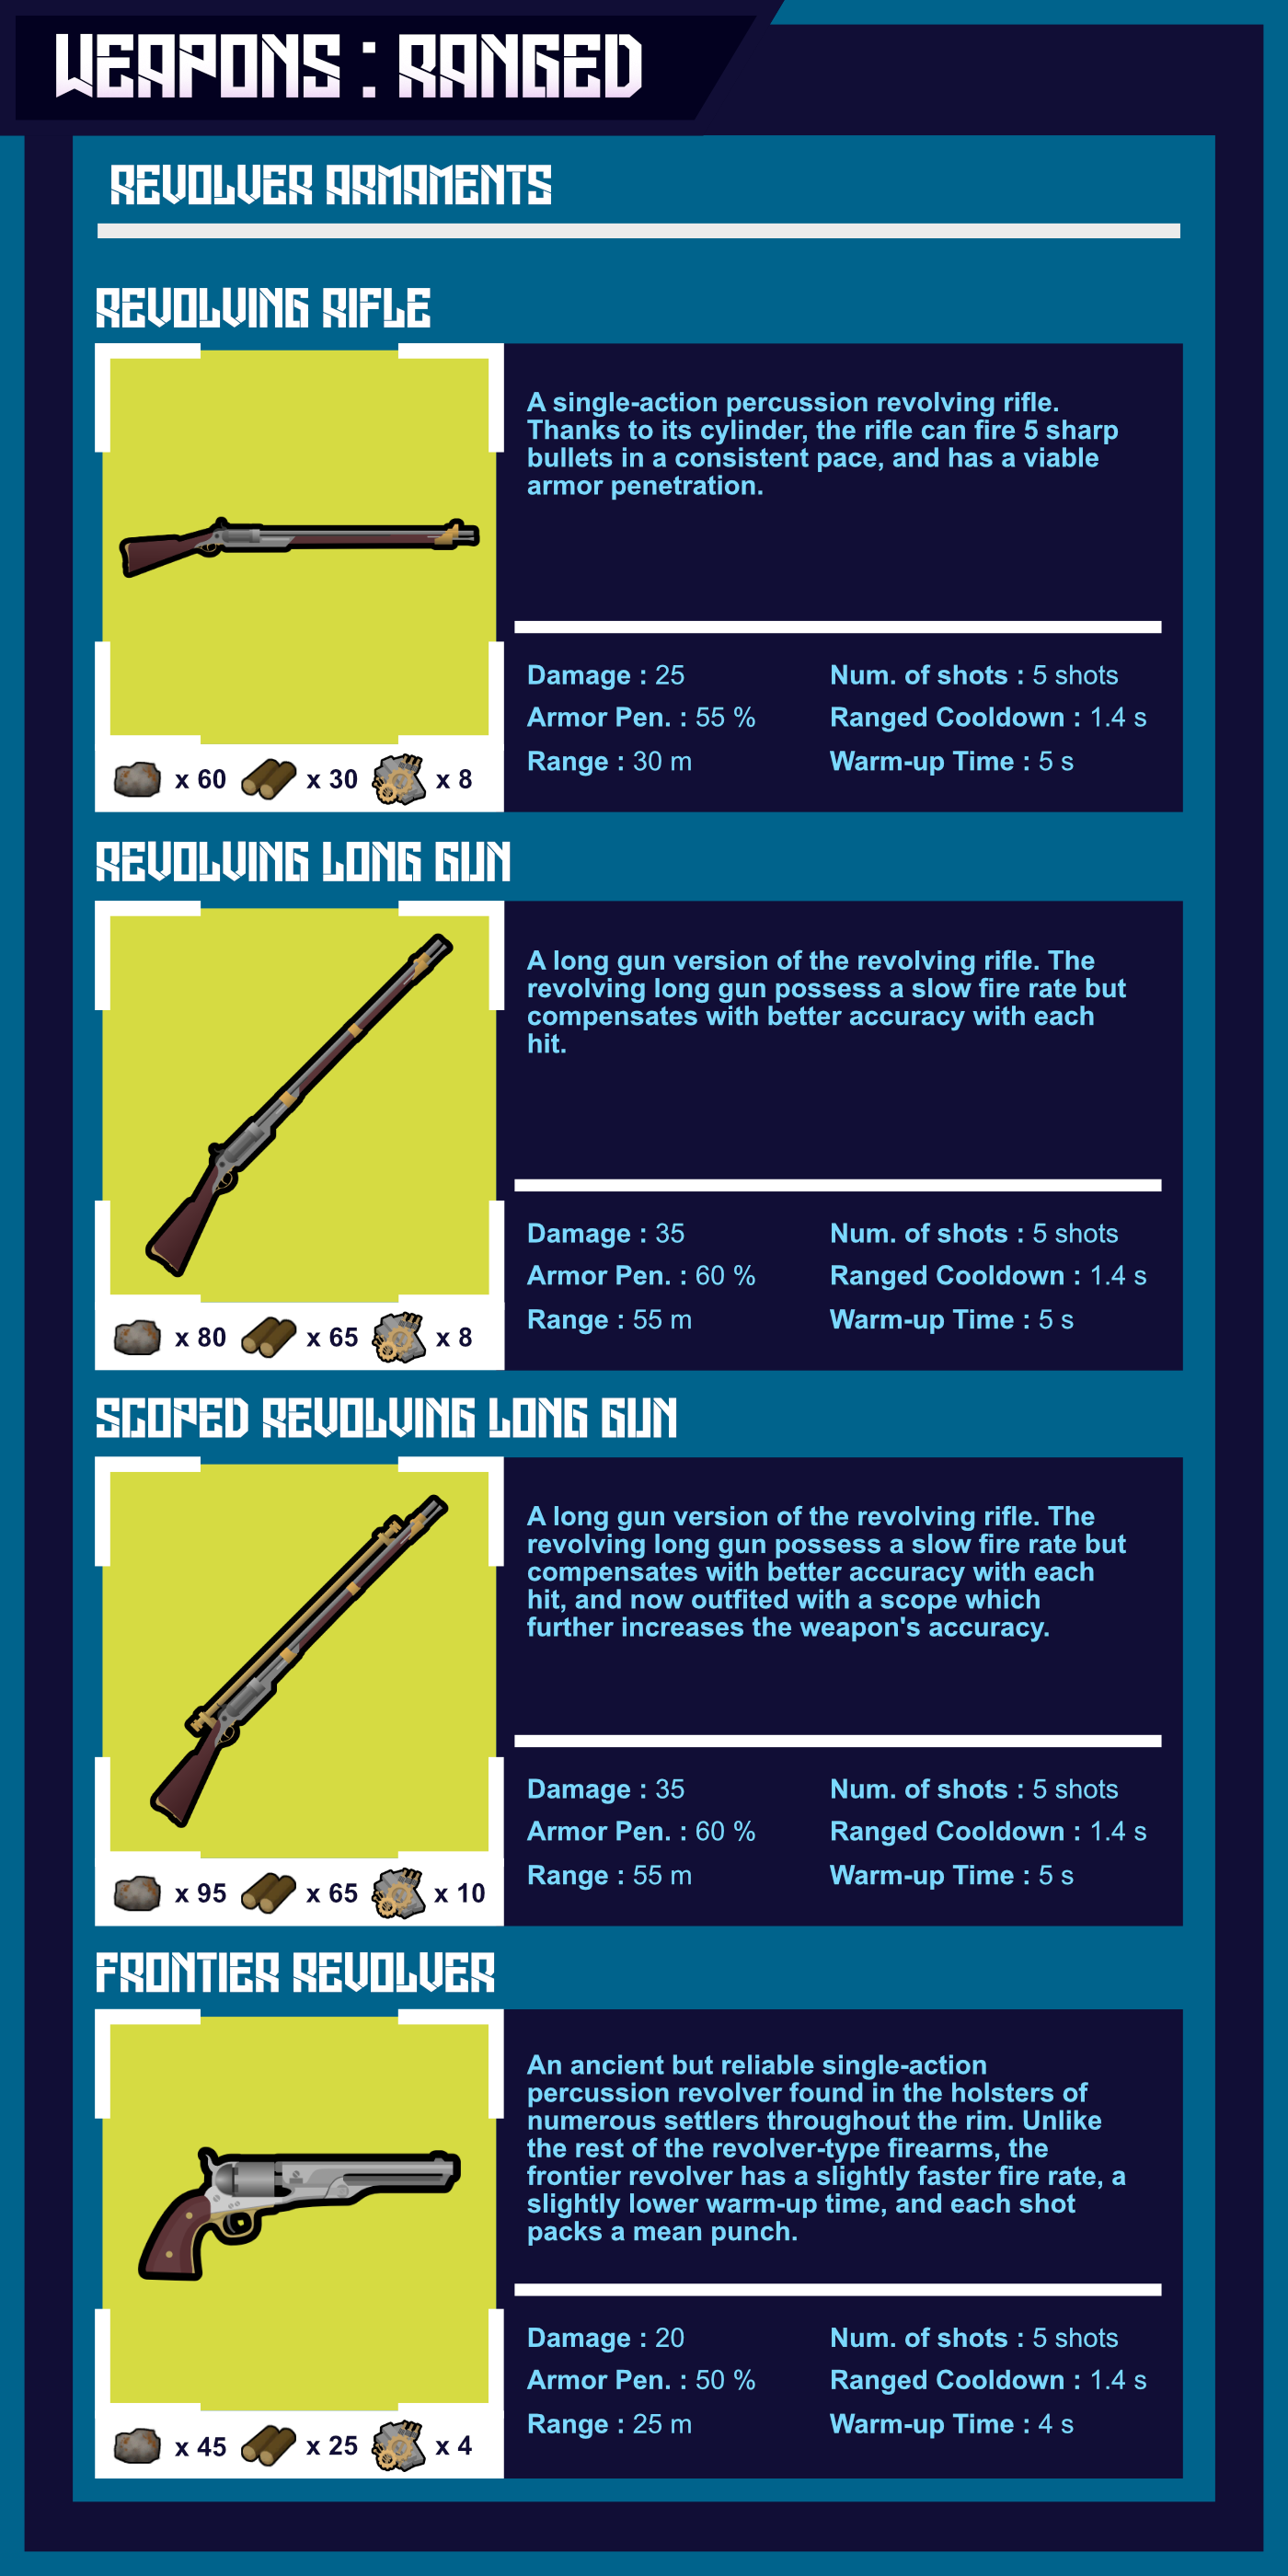 WEAPONS : RANGED
REVOLVER ARMAMENTS
REVOLVING RIFLE
A single-action percussion revolving rifle.
Thanks to its cylinder, the rifle can fire 5 sharp
bullets in a consistent pace, and has a viable
armor penetration.
Damage : 25 Num. of shots : 5 shots
Armor Pen. : 55 % Ranged Cooldown : 1.4 s
Range : 30 m Warm-up Time : 5 s
x 60 x 30 x 8
REVOLVING LONG GUN
A long gun version of the revolving rifle. The
revolving long gun possess a slow fire rate but
compensates with better accuracy with each
hit.
Damage : 35 Num. of shots : 5 shots
Armor Pen. : 60 % Ranged Cooldown : 1.4 s
Range : 55 m Warm-up Time : 5 s
x 80 x 65 x 8
SCOPED REVOLVING LONG GUN
A long gun version of the revolving rifle. The
revolving long gun possess a slow fire rate but
compensates with better accuracy with each
hit, and now outfited with a scope which
further increases the weapon's accuracy.
Damage : 35 Num. of shots : 5 shots
Armor Pen. : 60 % Ranged Cooldown : 1.4 s
Range : 55 m Warm-up Time : 5 s
x 95 x 65 x 10
FRONTIER REVOLVER
An ancient but reliable single-action
percussion revolver found in the holsters of
numerous settlers throughout the rim. Unlike
the rest of the revolver-type firearms, the
frontier revolver has a slightly faster fire rate, a
slightly lower warm-up time, and each shot
packs a mean punch.
Damage : 20 Num. of shots : 5 shots
Armor Pen. : 50 % Ranged Cooldown : 1.4 s
Range : 25 m Warm-up Time : 4 s
x 45 x 25 x 4